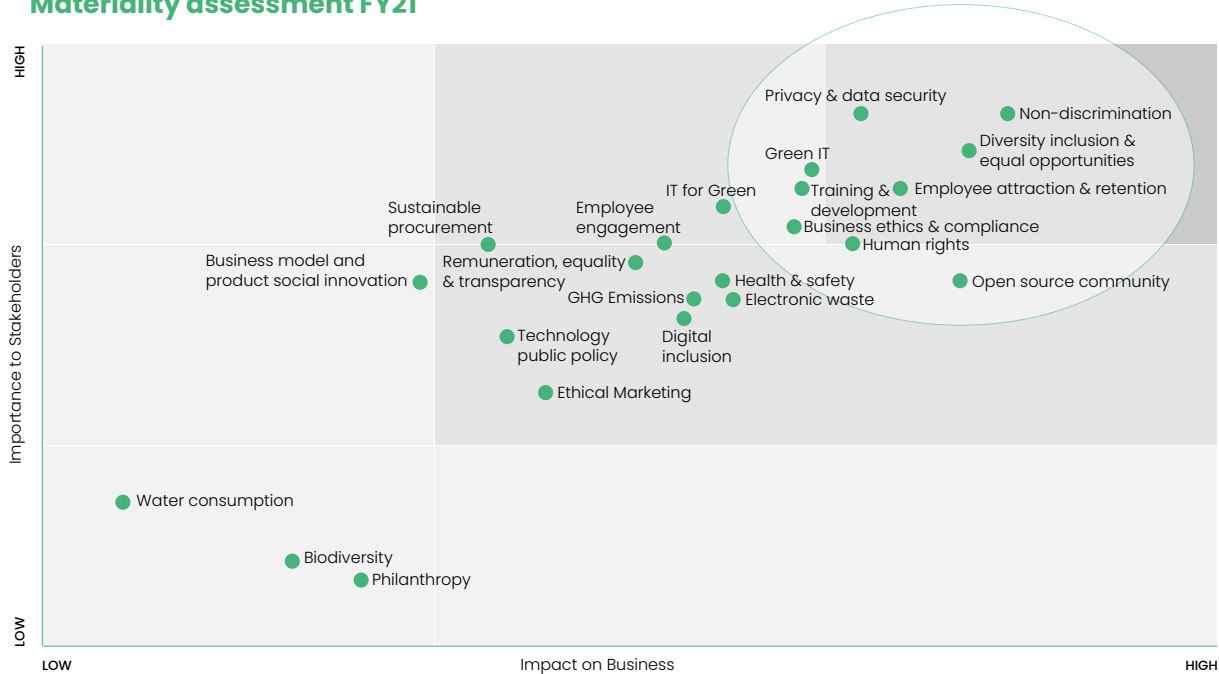 Materiality assessment FY21
HIGH
Privacy & data security
Non-discrimination
Diversity inclusion &
equal opportunities
Green IT
IT for Green
Training &
development
Employee attraction & retention
Sustainable
procurement
Employee
engagement
Business ethics & compliance
Human rights
Business model and
product social innovation
Remuneration, equality
& transparency
Health & safety
Open source community
GHG Emissions
Electronic waste
Technology
public policy
Digital
inclusion
Ethical Marketing
Importance to Stakeholders
Water consumption
Biodiversity
Philanthropy
LOW
LOW
Impact on Business
HIGH